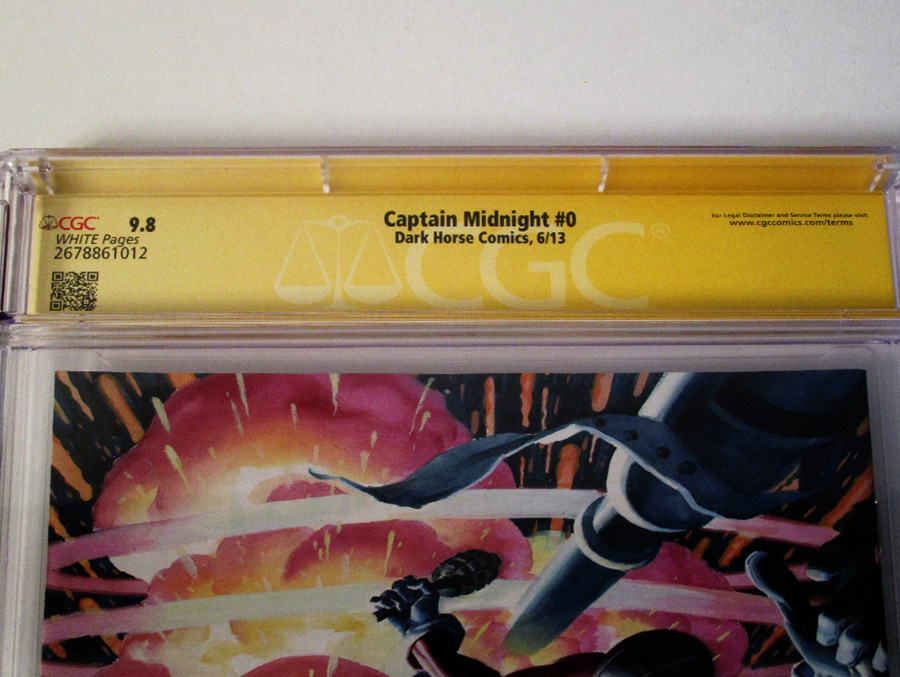 CGC 9.8
WHITE Pages
2678861012
Captain Midnight #0
Dark Horse Comics, 6/13
For Legal Disclaimer and Service Terms please visit:
www.cgccomics.com/terms
CGC®